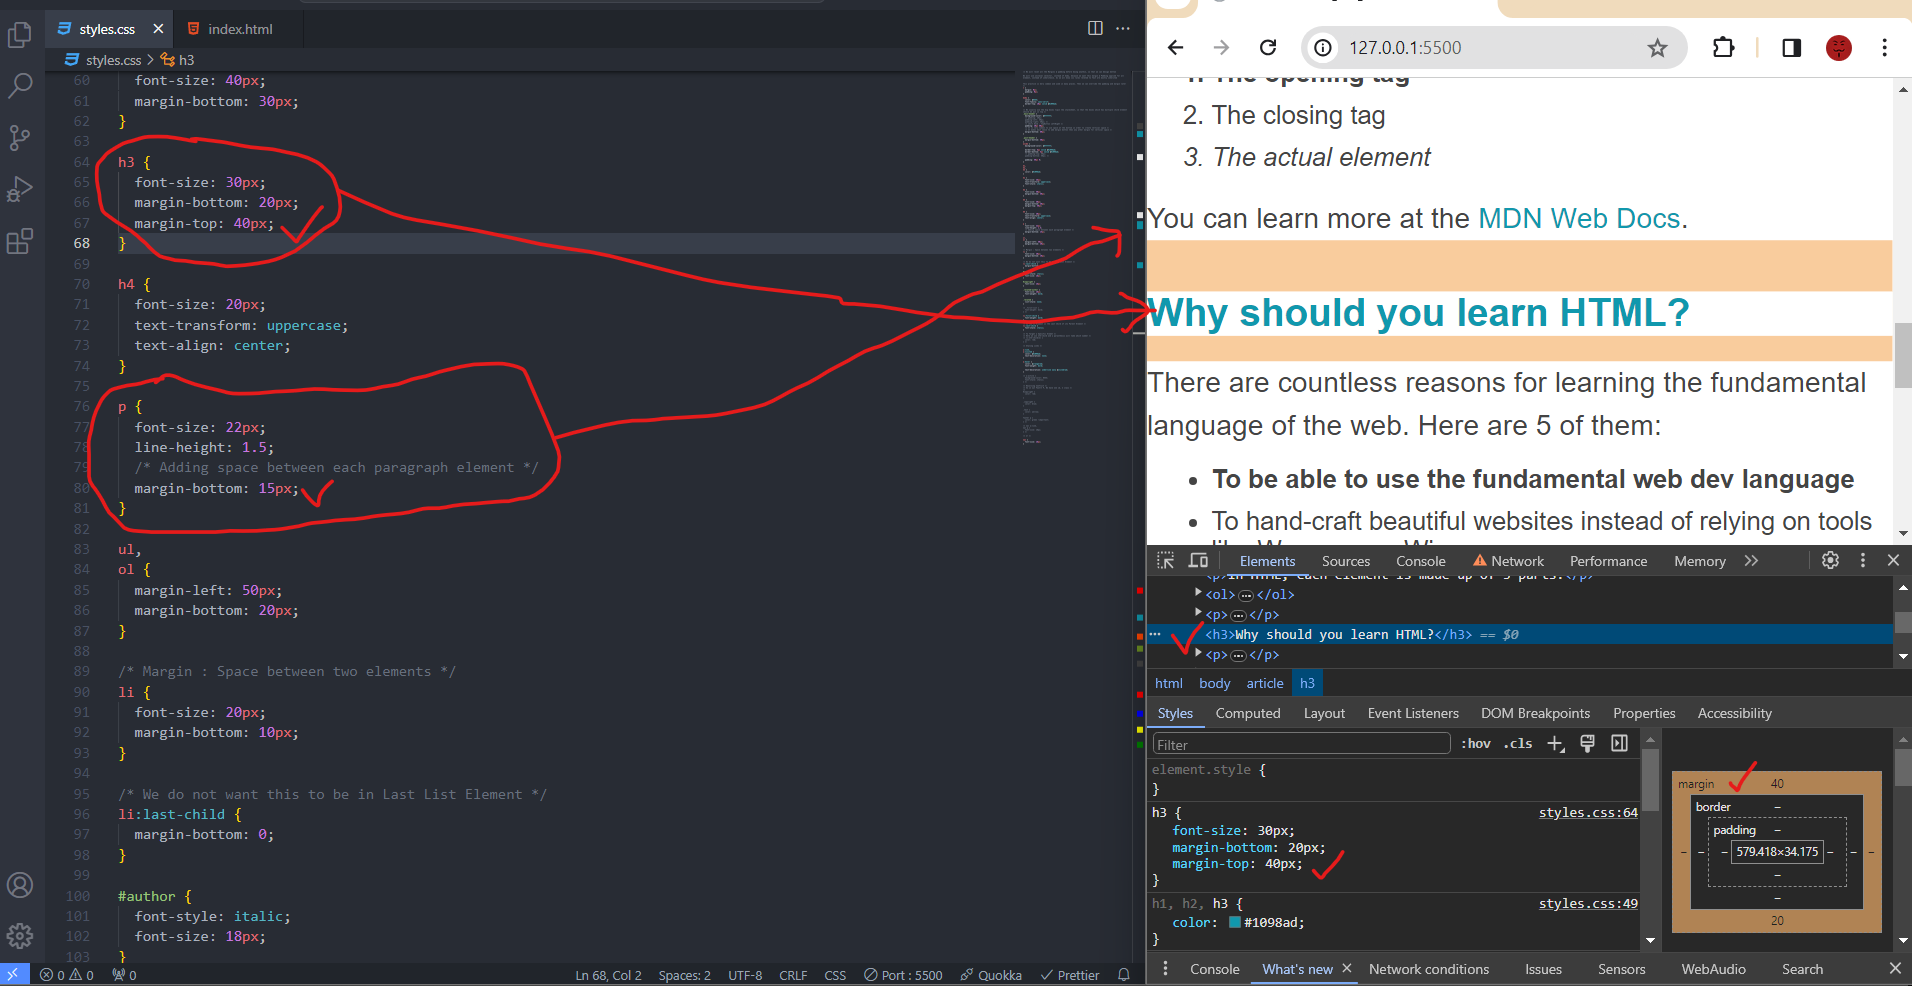 styles.css
index.html
styles.css > h3
60 font-size: 40px;
61 margin-bottom: 30px;
62 }
63
64 h3 {
65 font-size: 30px;
66 margin-bottom: 20px;
67 margin-top: 40px;
68 }
69
70 h4 {
71 font-size: 20px;
72 text-transform: uppercase;
73 text-align: center;
74 }
75
76 p {
77 font-size: 22px;
78 line-height: 1.5;
79 /* Adding space between each paragraph element */
80 margin-bottom: 15px;
81 }
82
83 ul,
84 ol {
85 margin-left: 50px;
86 margin-bottom: 20px;
87 }
88
89 /* Margin : Space between two elements */
90 li {
91 font-size: 20px;
92 margin-bottom: 10px;
93 }
94
95 /* We do not want this to be in Last List Element */
96 li:last-child {
97 margin-bottom: 0;
98 }
99
100 #author {
101 font-style: italic;
102 font-size: 18px;
103 }
0 0 0
Ln 68, Col 2 Spaces: 2 UTF-8 CRLF CSS Port : 5500 Quokka Prettier
127.0.0.1:5500
1. The opening tag
2. The closing tag
3. The actual element
You can learn more at the MDN Web Docs.
Why should you learn HTML?
There are countless reasons for learning the fundamental
language of the web. Here are 5 of them:
• To be able to use the fundamental web dev language
• To hand-craft beautiful websites instead of relying on tools
Elements Sources Console Network Performance Memory
<p>In HTML, each element is made up of 3 parts:</p>
<ol>…</ol>
<p>…</p>
<h3>Why should you learn HTML?</h3> == $0
<p>…</p>
html body article h3
Styles Computed Layout Event Listeners DOM Breakpoints Properties Accessibility
Filter :hov .cls
element.style {
}
h3 { styles.css:64
font-size: 30px;
margin-bottom: 20px;
margin-top: 40px;
}
h1, h2, h3 { styles.css:49
color: #1098ad;
}
margin 40
border –
padding –
– – – 579.418×34.175 – – –
–
–
20
Console What's new Network conditions Issues Sensors WebAudio Search